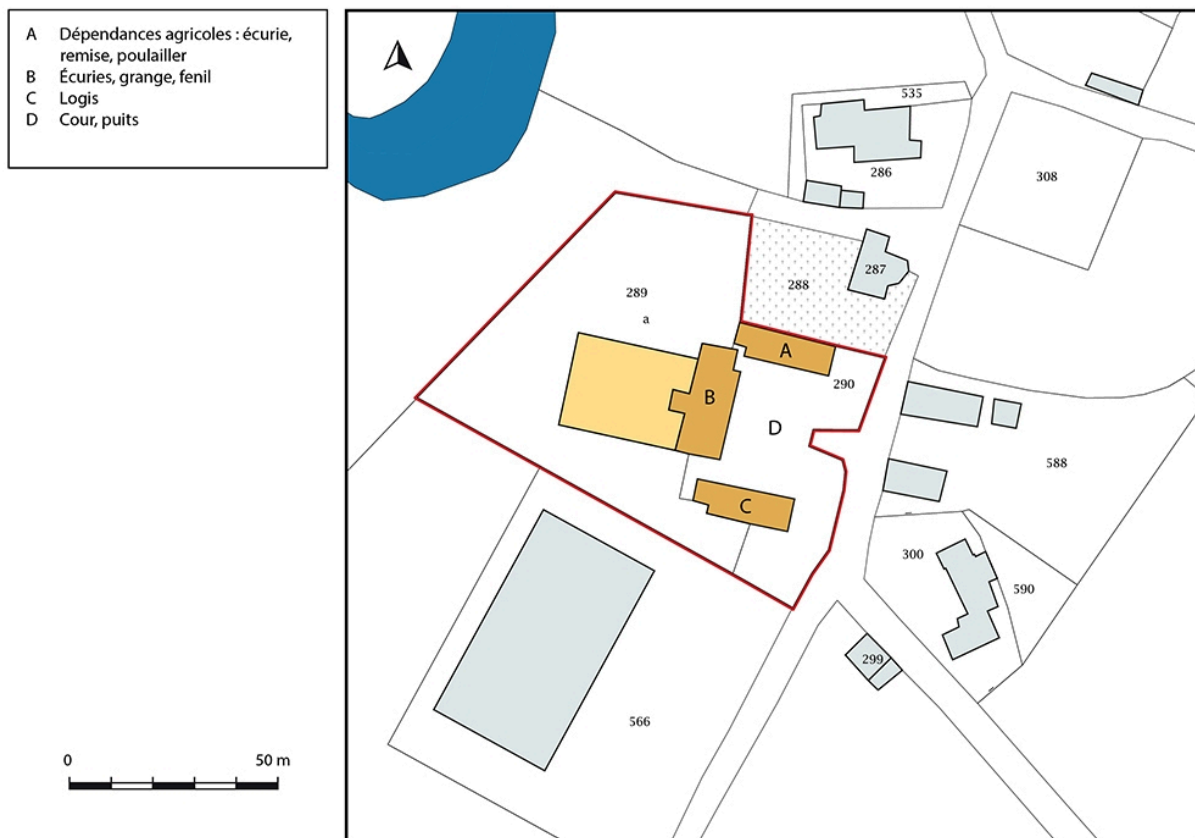 A Dépendances agricoles : écurie,
remise, poulailler
B Écuries, grange, fenil
C Logis
D Cour, puits
0 50 m
535
286
308
287
288
289
a
A
290
B
D
588
C
300
590
299
566